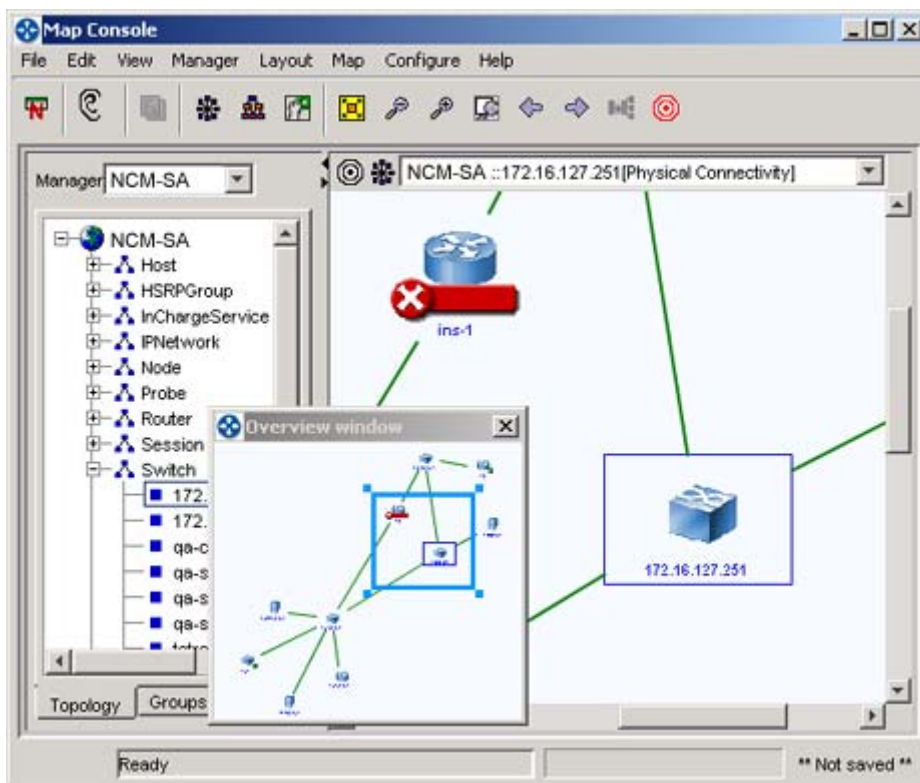 Map Console
File Edit View Manager Layout Map Configure Help
Manager NCM-SA
NCM-SA ::172.16.127.251[Physical Connectivity]
NCM-SA
Host
HSRPGroup
InChargeService
IPNetwork
Node
Probe
Router
Session
Switch
172.
172.
qa-c
qa-s
qa-s
qa-s
Topology Groups
ins-1
172.16.127.251
Overview window
Ready
** Not saved **